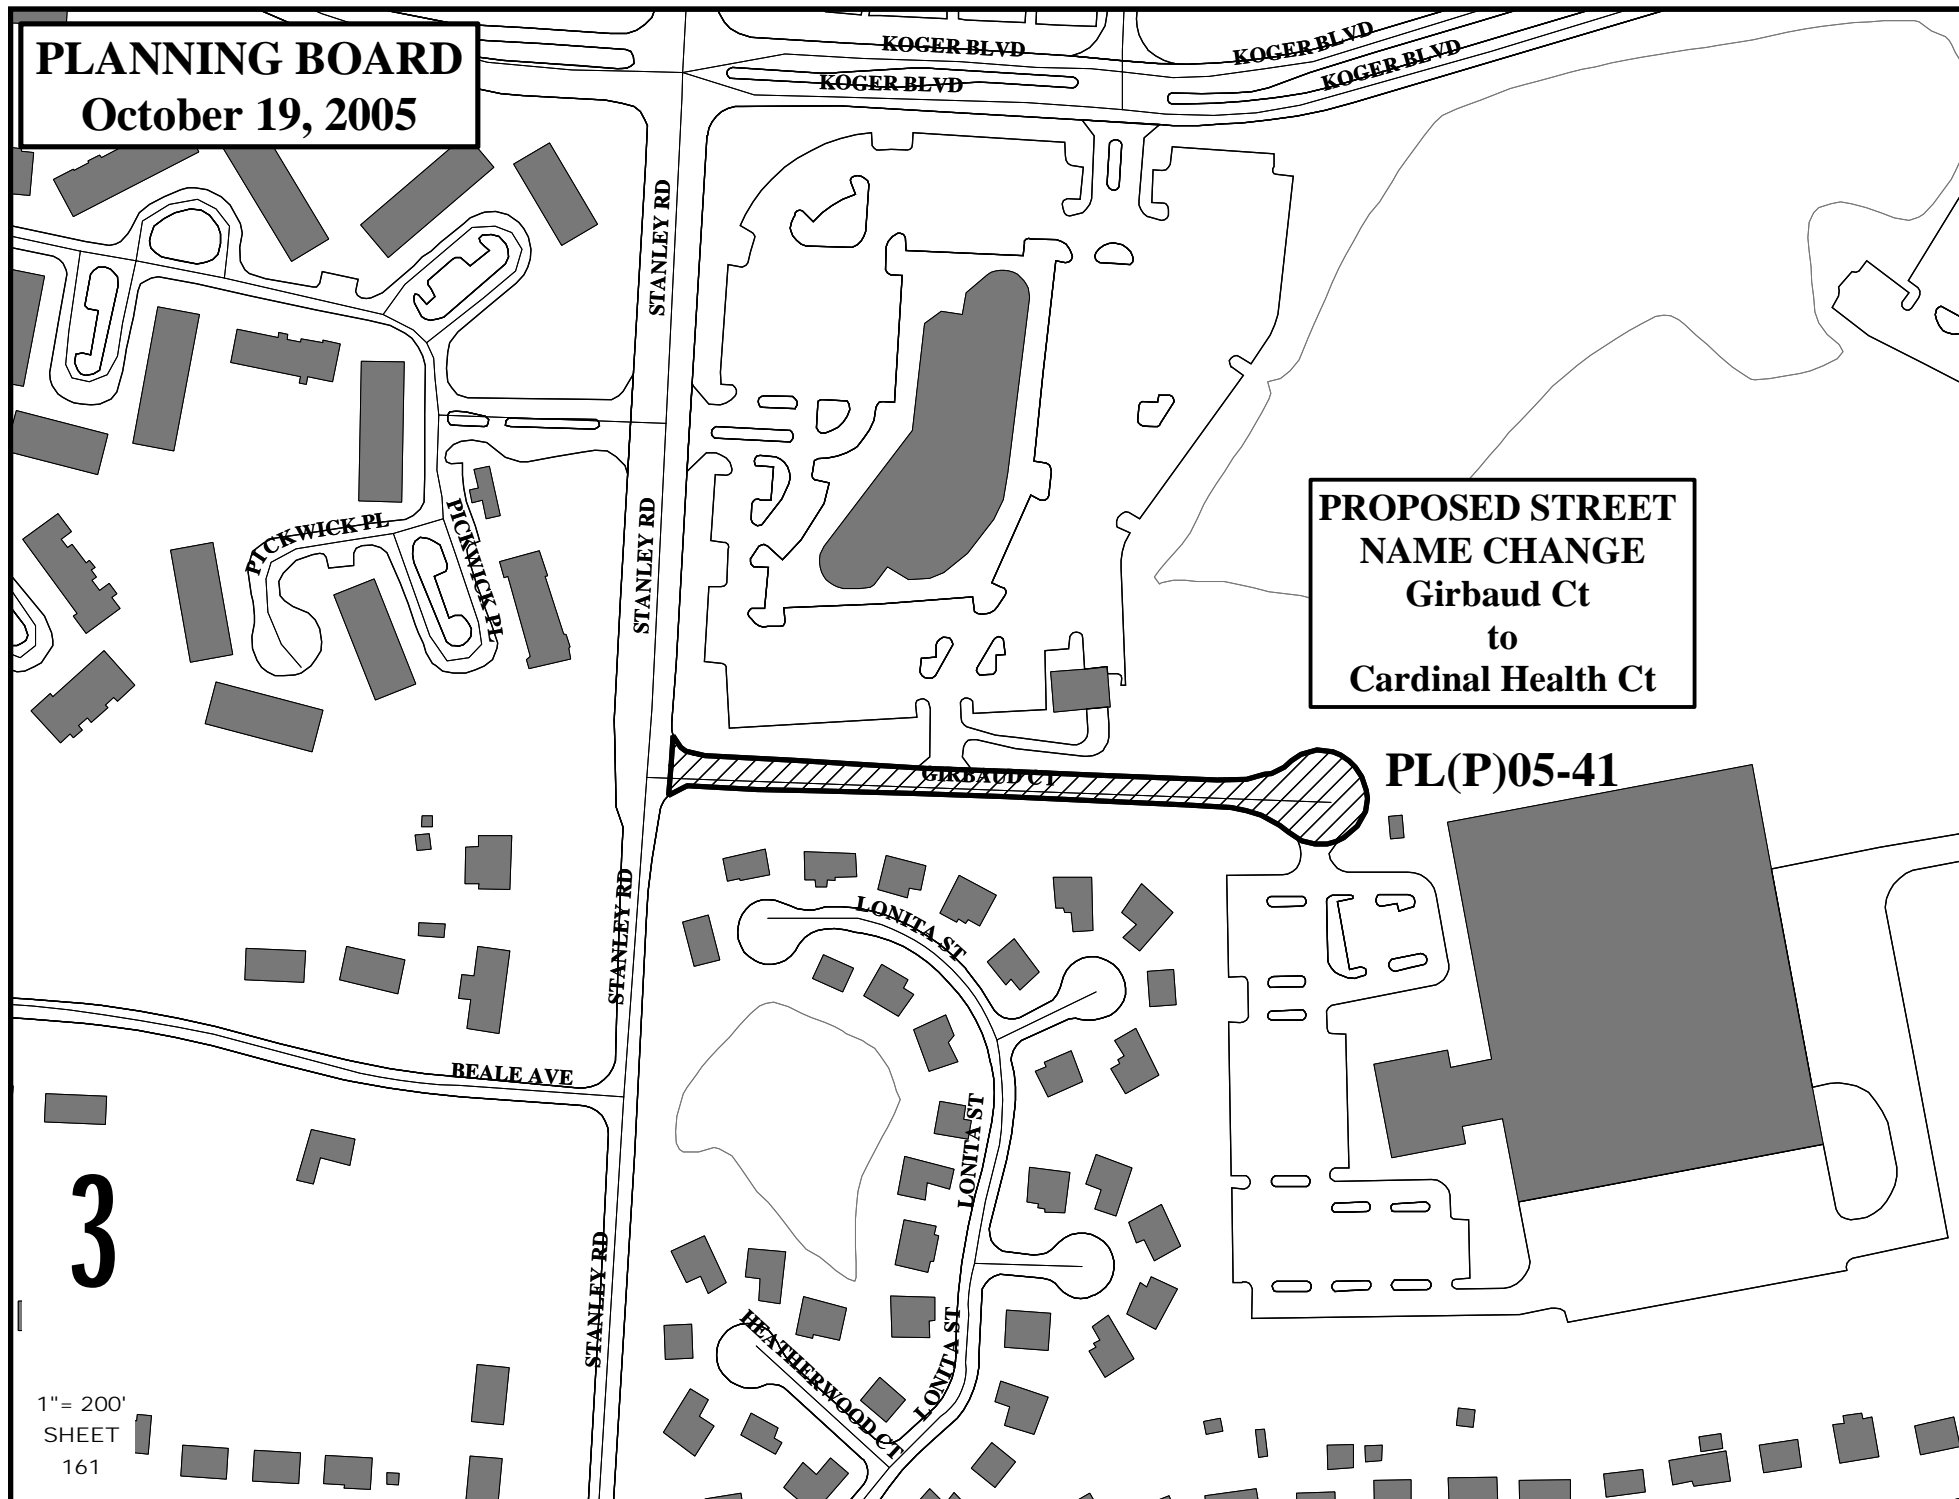 PLANNING BOARD
October 19, 2005
KOGER BLVD
KOGER BLVD
KOGER BLVD
KOGER BLVD
STANLEY RD
STANLEY RD
PICKWICK PL
PICKWICK PL
PROPOSED STREET
NAME CHANGE
Girbaud Ct
to
Cardinal Health Ct
GIRBAUD CT
PL(P)05-41
STANLEY RD
LONITA ST
BEALE AVE
LONITA ST
3
STANLEY RD
HEATHERWOOD CT
LONITA ST
1"= 200'
SHEET
161